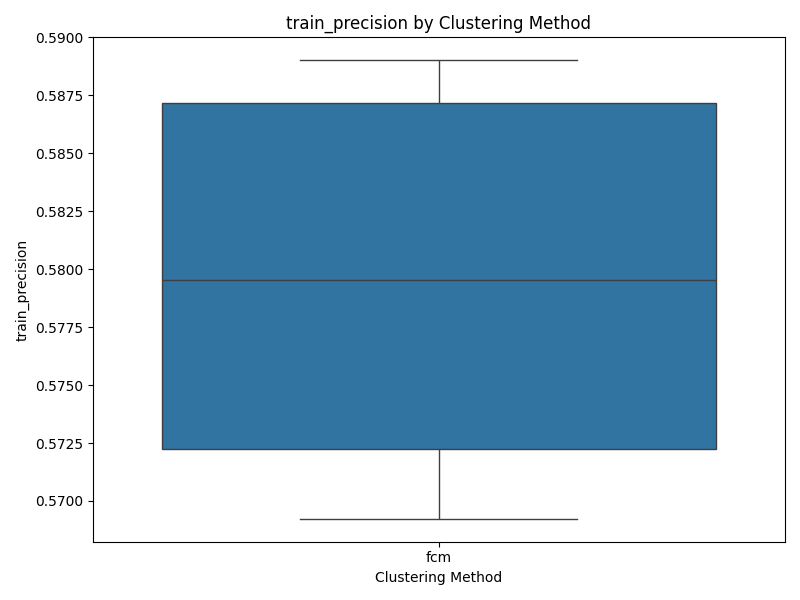 train_precision by Clustering Method
0.5900
0.5875
0.5850
0.5825
0.5800
0.5775
0.5750
0.5725
0.5700
train_precision
fcm
Clustering Method